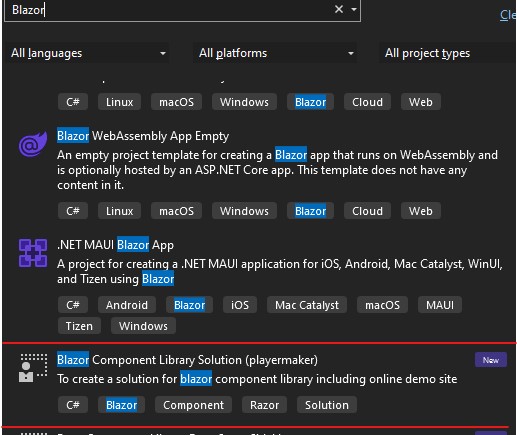 Blazor
Cle
All languages All platforms All project types
C# Linux macOS Windows Blazor Cloud Web
Blazor WebAssembly App Empty
An empty project template for creating a Blazor app that runs on WebAssembly and
is optionally hosted by an ASP.NET Core app. This template does not have any
content in it.
C# Linux macOS Windows Blazor Cloud Web
.NET MAUI Blazor App
A project for creating a .NET MAUI application for iOS, Android, Mac Catalyst, WinUI,
and Tizen using Blazor
C# Android Blazor iOS Mac Catalyst macOS MAUI
Tizen Windows
Blazor Component Library Solution (playermaker) New
To create a solution for blazor component library including online demo site
C# Blazor Component Razor Solution